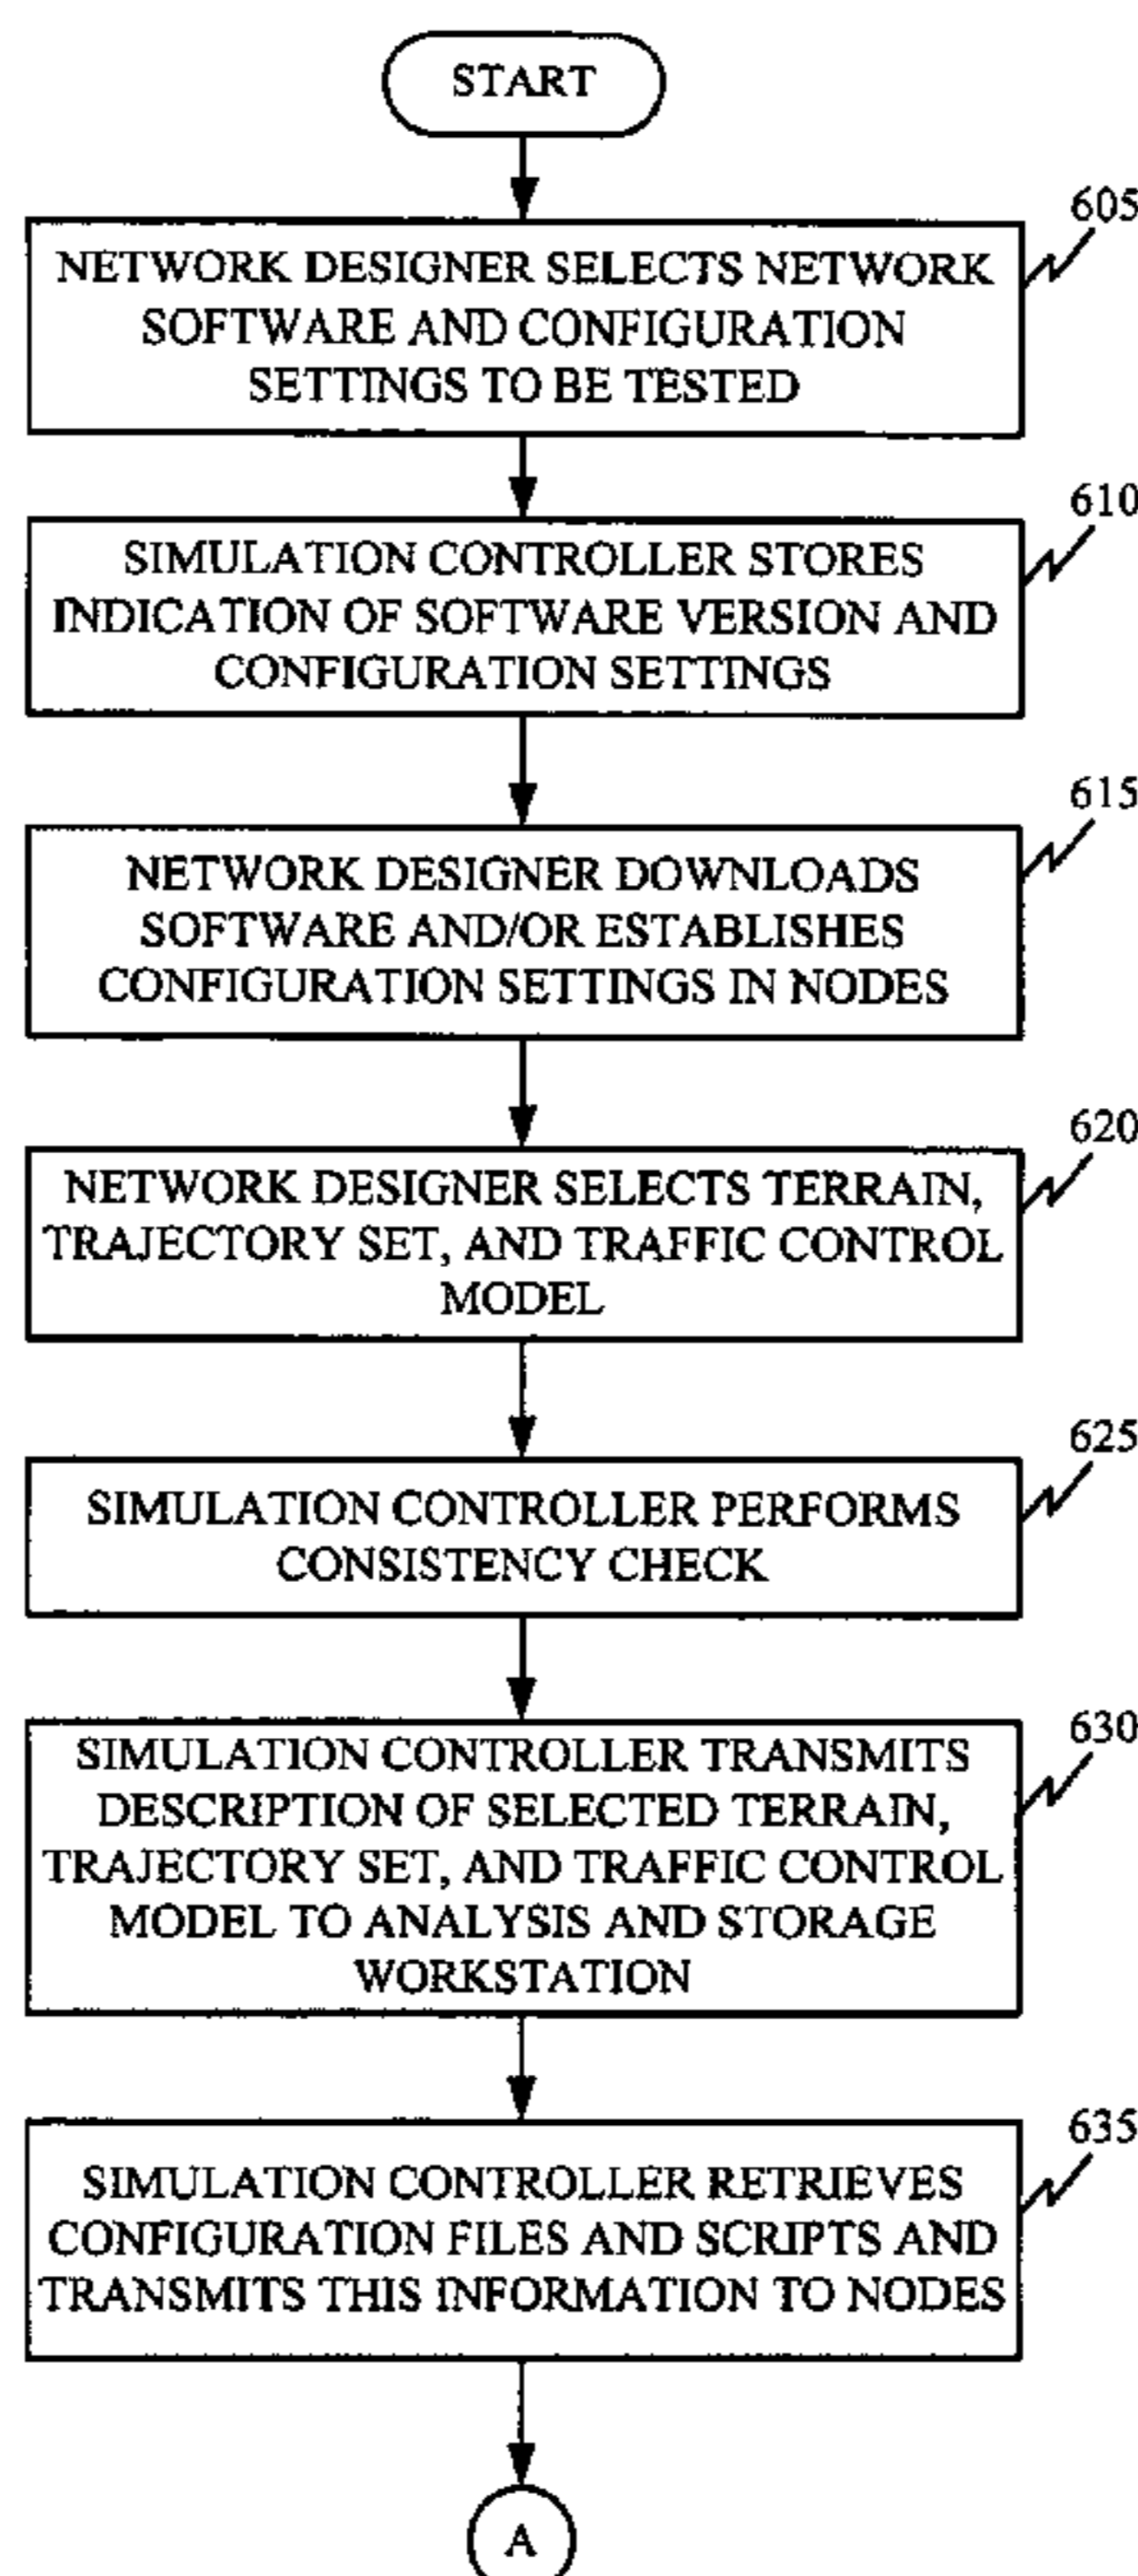 START
605
NETWORK DESIGNER SELECTS NETWORK
SOFTWARE AND CONFIGURATION
SETTINGS TO BE TESTED
610
SIMULATION CONTROLLER STORES
INDICATION OF SOFTWARE VERSION AND
CONFIGURATION SETTINGS
615
NETWORK DESIGNER DOWNLOADS
SOFTWARE AND/OR ESTABLISHES
CONFIGURATION SETTINGS IN NODES
620
NETWORK DESIGNER SELECTS TERRAIN,
TRAJECTORY SET, AND TRAFFIC CONTROL
MODEL
625
SIMULATION CONTROLLER PERFORMS
CONSISTENCY CHECK
630
SIMULATION CONTROLLER TRANSMITS
DESCRIPTION OF SELECTED TERRAIN,
TRAJECTORY SET, AND TRAFFIC CONTROL
MODEL TO ANALYSIS AND STORAGE
WORKSTATION
635
SIMULATION CONTROLLER RETRIEVES
CONFIGURATION FILES AND SCRIPTS AND
TRANSMITS THIS INFORMATION TO NODES
A